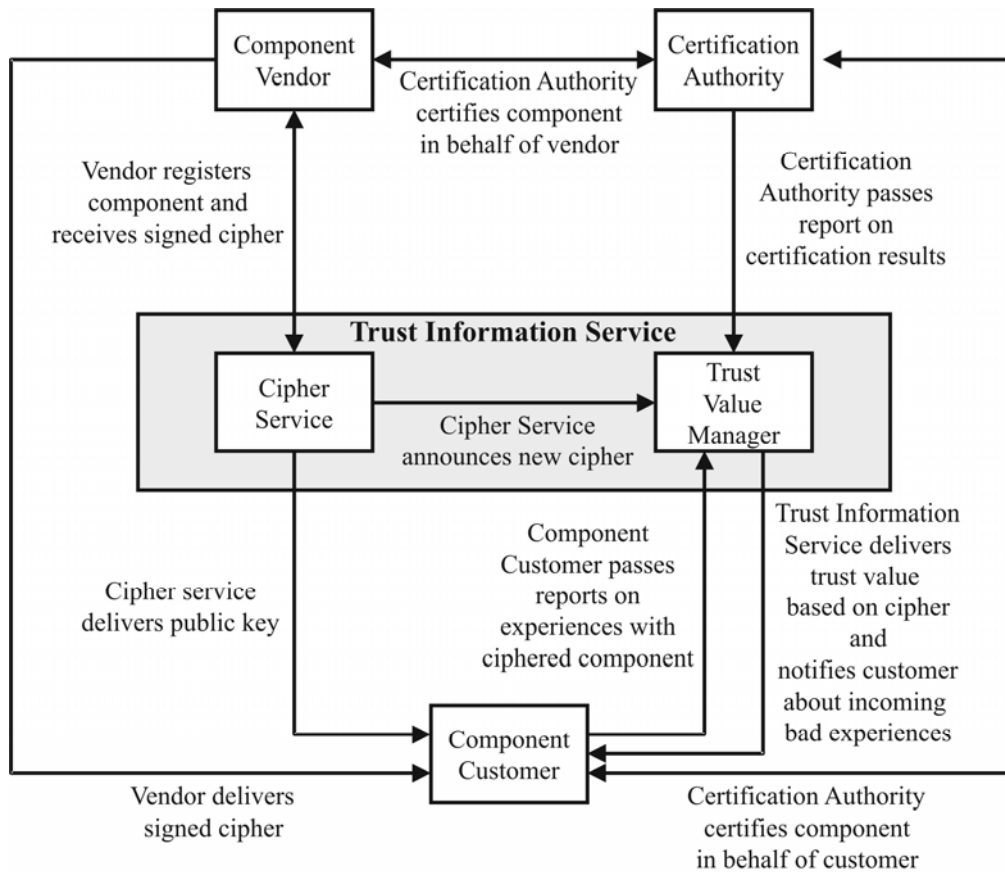 Component
Vendor
Certification
Authority
Certification Authority
certifies component
in behalf of vendor
Vendor registers
component and
receives signed cipher
Certification
Authority passes
report on
certification results
Trust Information Service
Cipher
Service
Trust
Value
Manager
Cipher Service
announces new cipher
Cipher service
delivers public key
Component
Customer passes
reports on
experiences with
ciphered component
Trust Information
Service delivers
trust value
based on cipher
and
notifies customer
about incoming
bad experiences
Component
Customer
Vendor delivers
signed cipher
Certification Authority
certifies component
in behalf of customer